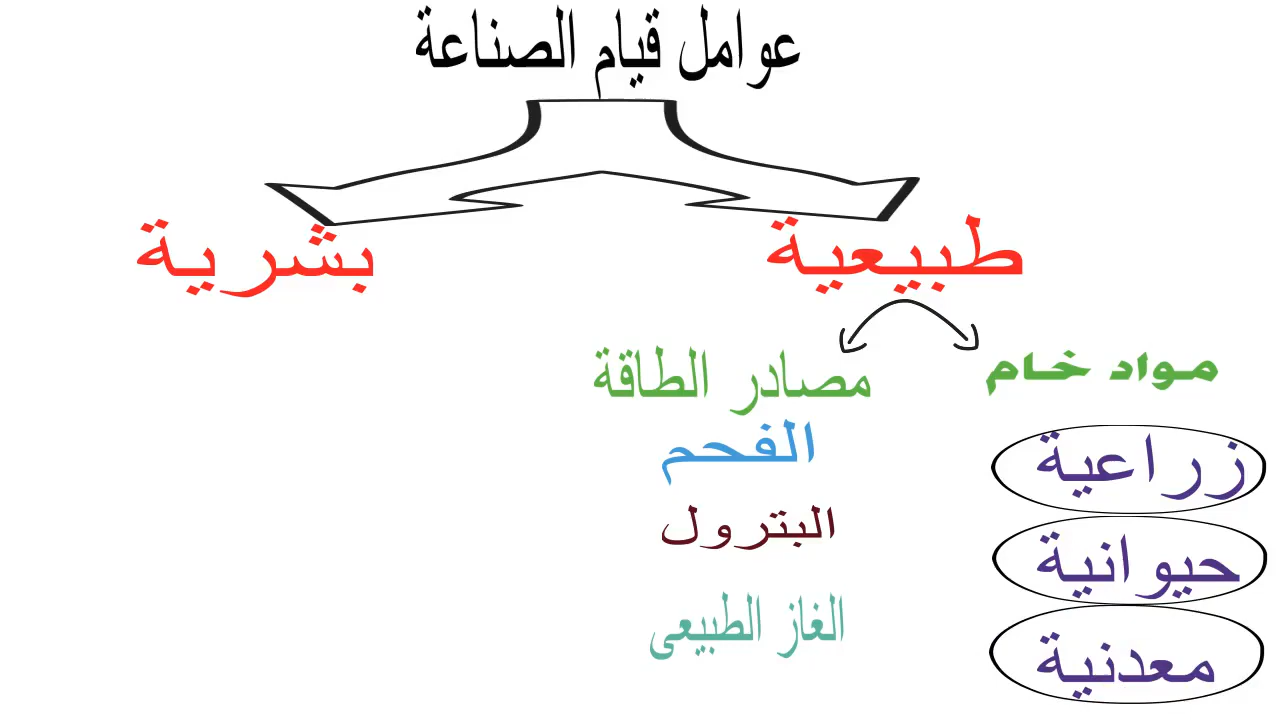 عوامل قيام الصناعة
طبيعية
بشرية
مواد خام
مصادر الطاقة
زراعية
حيوانية
معدنية
الفحم
البترول
الغاز الطبيعى